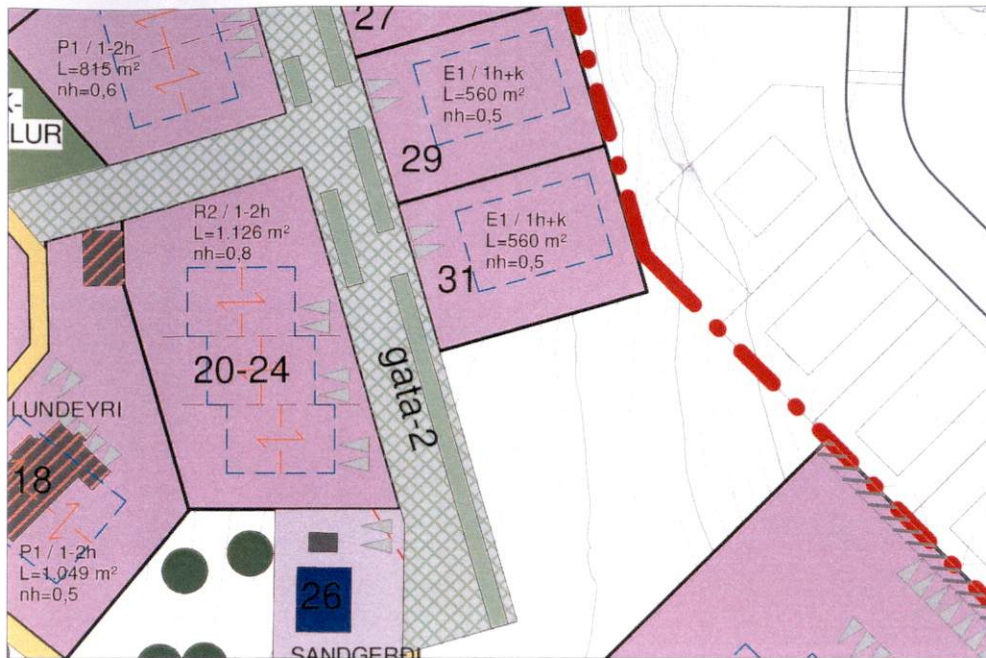 27
P1 / 1-2h
L=815 m²
nh=0,6
K-
LUR
E1 / 1h+k
L=560 m²
nh=0,5
29
R2 / 1-2h
L=1.126 m²
nh=0,8
E1 / 1h+k
L=560 m²
nh=0,5
31
20-24
gata-2
LUNDEYRI
18
P1 / 1-2h
L=1.049 m²
nh=0,5
26
SANDGERÐI